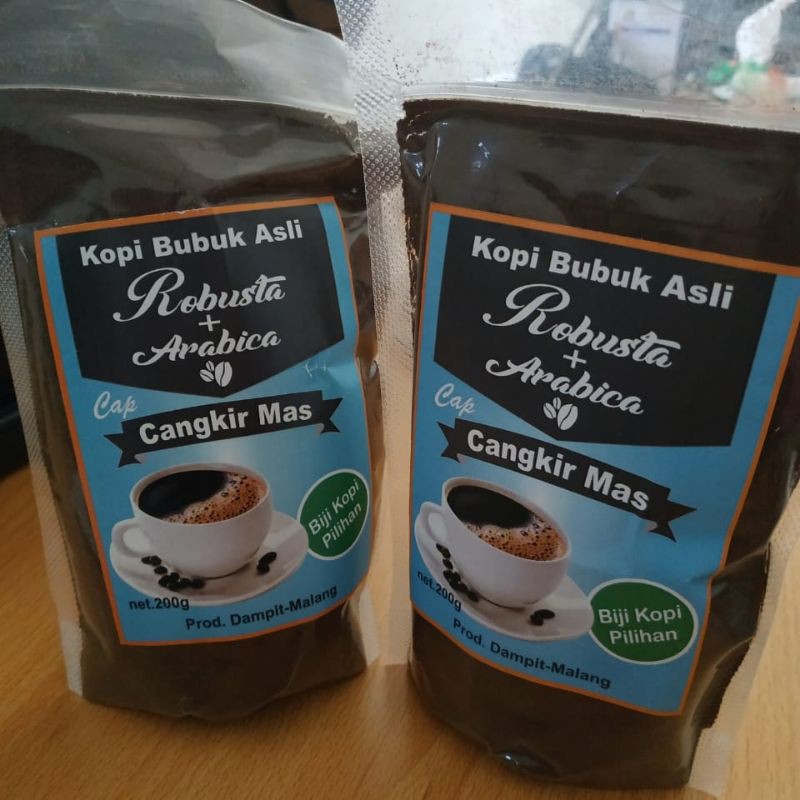 Kopi Bubuk Asli
Robusta
+
Arabica
Cap
Cangkir Mas
Biji Kopi
Pilihan
net.200g
Prod. Dampit-Malang
Kopi Bubuk Asli
Robusta
+
Arabica
Cap
Cangkir Mas
net.200g
Biji Kopi
Pilihan
Prod. Dampit-Malang